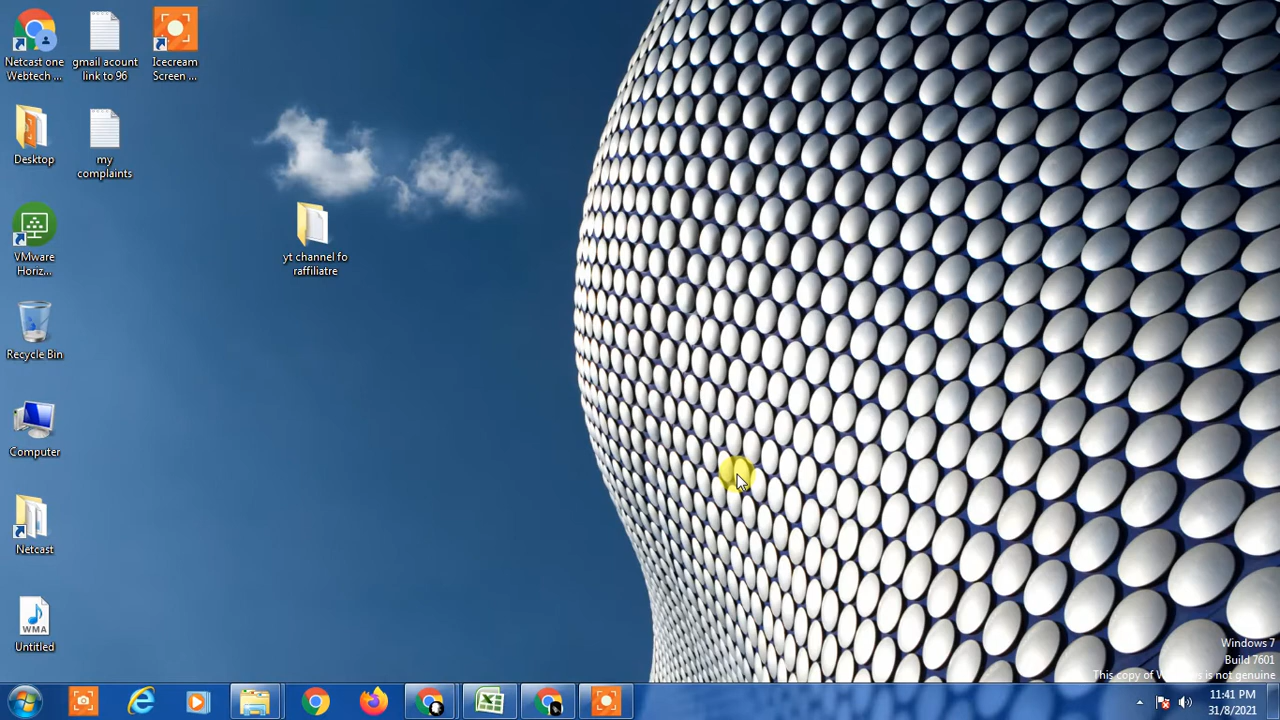 Netcast one
Webtech ...
gmail acount
link to 96
Icecream
Screen ...
Desktop
my
complaints
VMware
Horiz...
yt channel fo
raffiliatre
Recycle Bin
Computer
Netcast
WMA
Untitled
Windows 7
Build 7601
This copy of Windows is not genuine
11:41 PM
31/8/2021